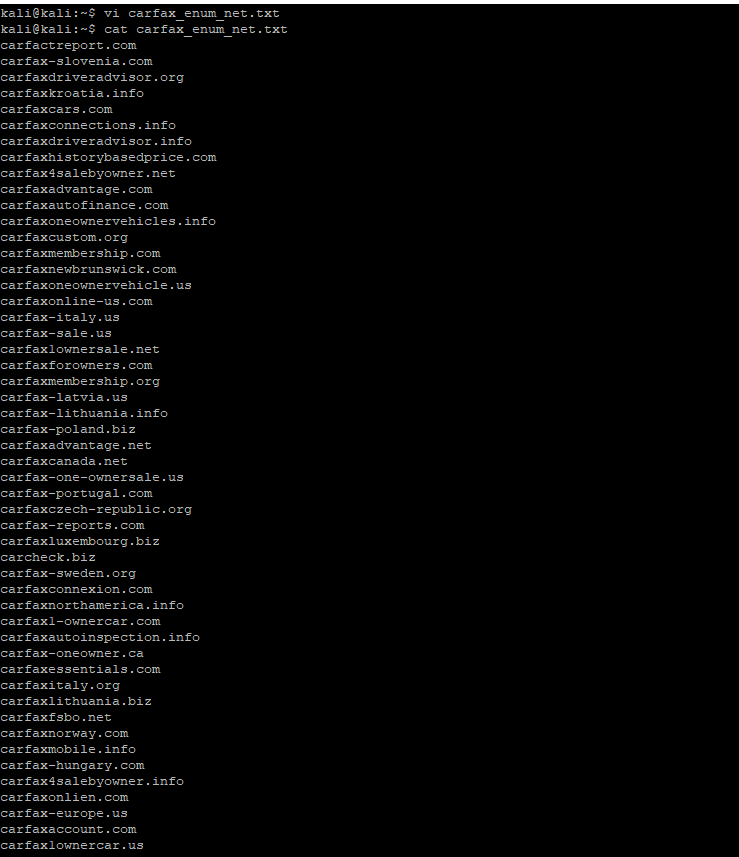 kali@kali:~$ vi carfax_enum_net.txt
kali@kali:~$ cat carfax_enum_net.txt
carfactreport.com
carfax-slovenia.com
carfaxdriveradvisor.org
carfaxkroatia.info
carfaxcars.com
carfaxconnections.info
carfaxdriveradvisor.info
carfaxhistorybasedprice.com
carfax4salebyowner.net
carfaxadvantage.com
carfaxautofinance.com
carfaxoneownervehicles.info
carfaxcustom.org
carfaxmembership.com
carfaxnewbrunswick.com
carfaxoneownervehicle.us
carfaxonline-us.com
carfax-italy.us
carfax-sale.us
carfax1ownersale.net
carfaxforowners.com
carfaxmembership.org
carfax-latvia.us
carfax-lithuania.info
carfax-poland.biz
carfaxadvantage.net
carfaxcanada.net
carfax-one-ownersale.us
carfax-portugal.com
carfaxczech-republic.org
carfax-reports.com
carfaxluxembourg.biz
carcheck.biz
carfax-sweden.org
carfaxconnexion.com
carfaxnorthamerica.info
carfax1-ownercar.com
carfaxautoinspection.info
carfax-oneowner.ca
carfaxessentials.com
carfaxitaly.org
carfaxlithuania.biz
carfaxfsbo.net
carfaxnorway.com
carfaxmobile.info
carfax-hungary.com
carfax4salebyowner.info
carfaxonlien.com
carfax-europe.us
carfaxaccount.com
carfax1ownercar.us